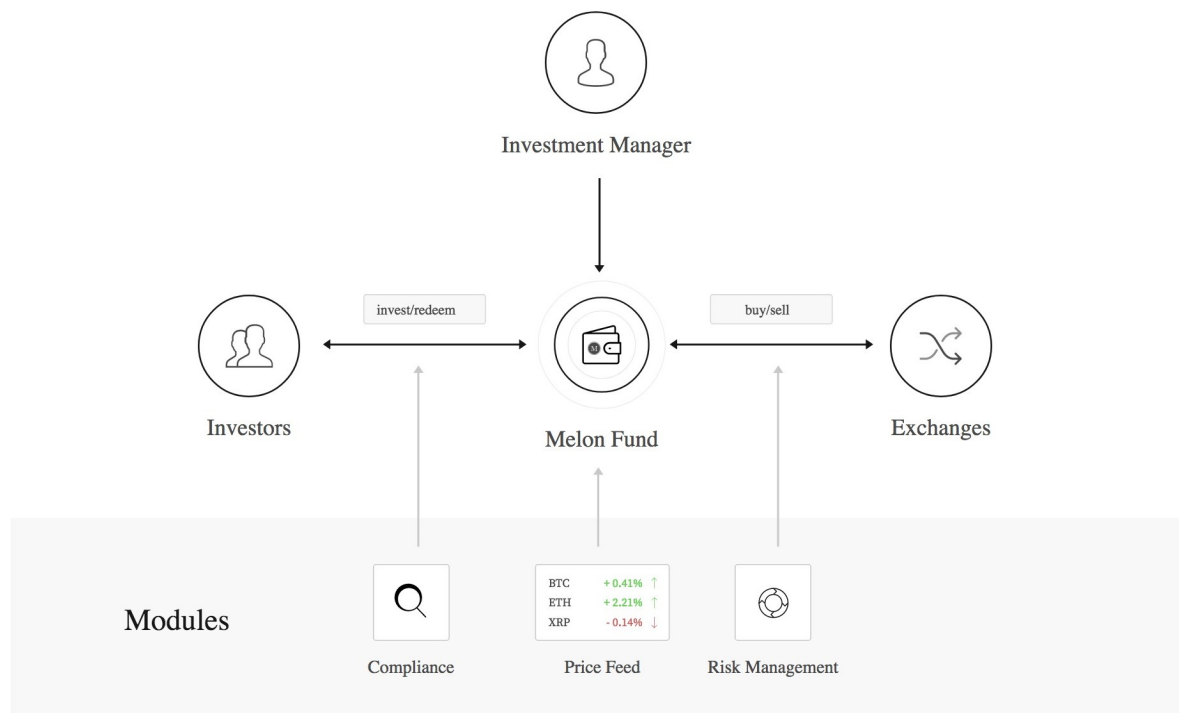 Investment Manager
invest/redeem
buy/sell
M
Investors
Melon Fund
Exchanges
Modules
BTC + 0.41% ↑
ETH + 2.21% ↑
XRP - 0.14% ↓
Compliance
Price Feed
Risk Management